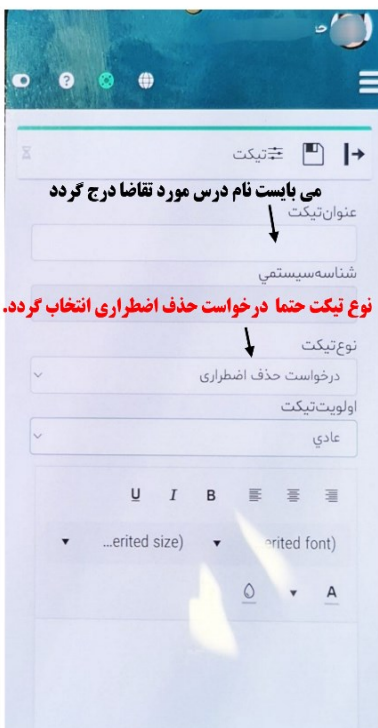 تیکت
می بایست نام درس مورد تقاضا درج گردد
عنوان‌تیکت
شناسه‌سیستمي
نوع تیکت حتما درخواست حذف اضطراری انتخاب گردد.
نوع‌تیکت
درخواست حذف اضطراری
اولویت‌تیکت
عادي
U I B
...erited size) erited font)
A